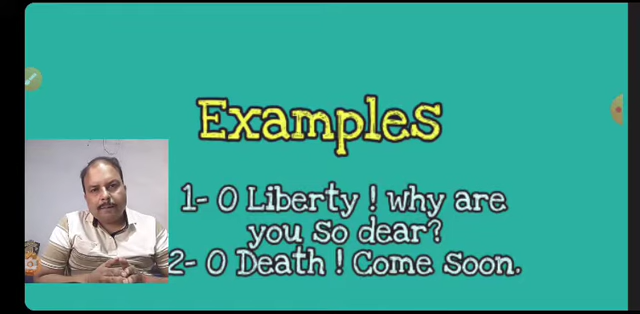 Examples
1- O Liberty ! why are
you so dear?
2- O Death ! Come soon.